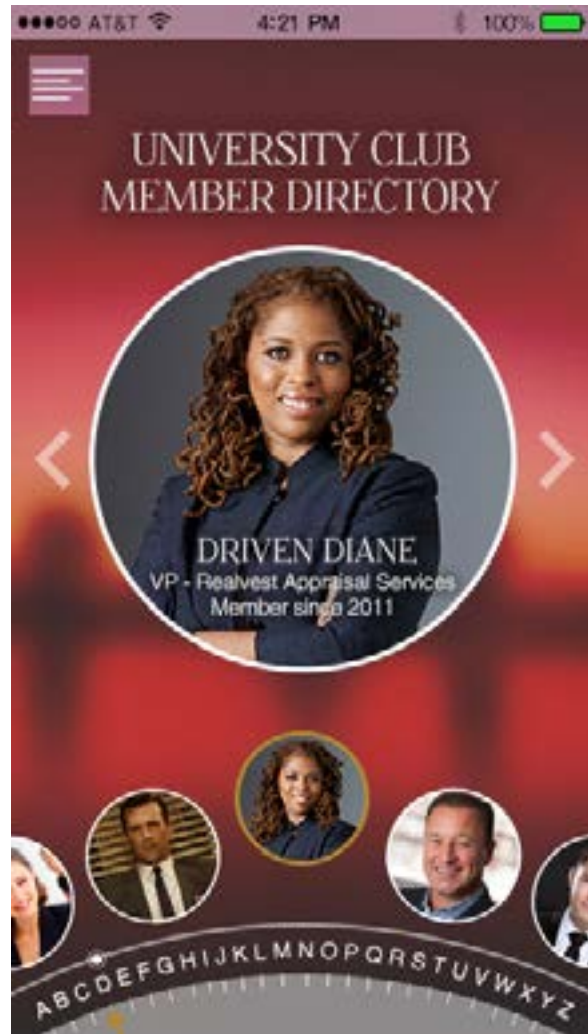 AT&T 4:21 PM 100%
UNIVERSITY CLUB
MEMBER DIRECTORY
DRIVEN DIANE
VP - Realvest Appraisal Services
Member since 2011
ABCDEFGHIJKLMNOPQRSTUVWXYZ